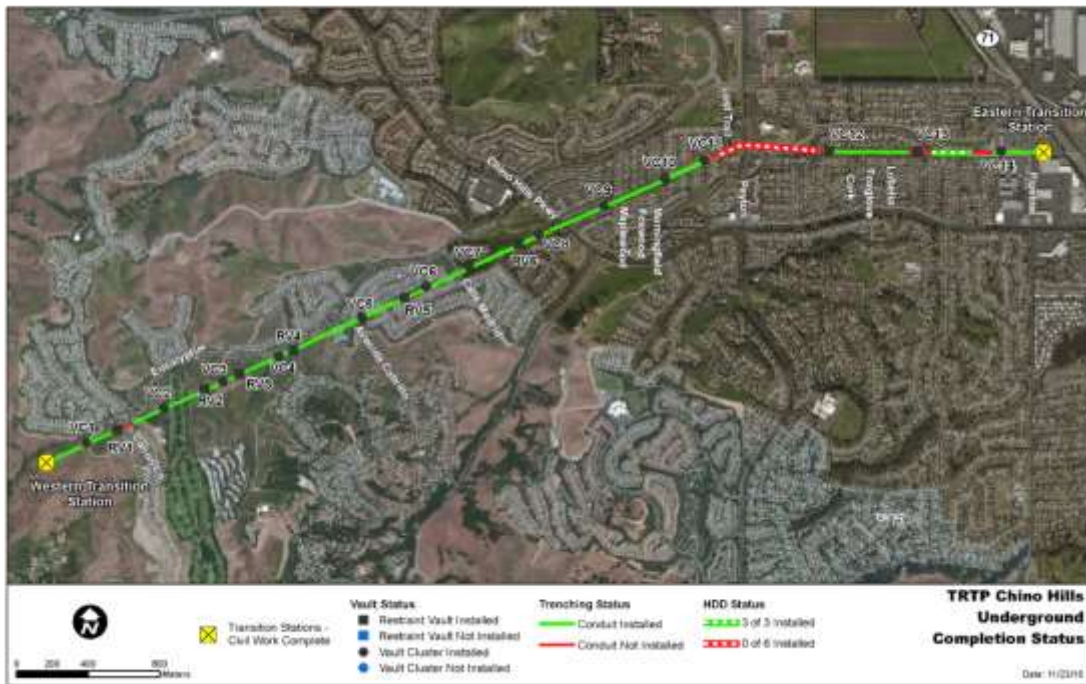 71
Eastern Transition
Station
VC11
VC12
VC13
VC10
Peyton
VC14
Pipeline
Chino Hills Pkwy
VC9
VC8
VC7
RV6
VC6
RV5
VC5
RV4
VC4
VC3
RV3
RV2
Eucalyptus
VC2
VC1
RV1
Western Transition
Station
Transition Stations -
Civil Work Complete
Vault Status
Restraint Vault Installed
Restraint Vault Not Installed
Vault Cluster Installed
Vault Cluster Not Installed
Trenching Status
Conduit Installed
Conduit Not Installed
HDD Status
3 of 3 Installed
0 of 6 Installed
TRTP Chino Hills
Underground
Completion Status
N
0 200 400 800
Meters